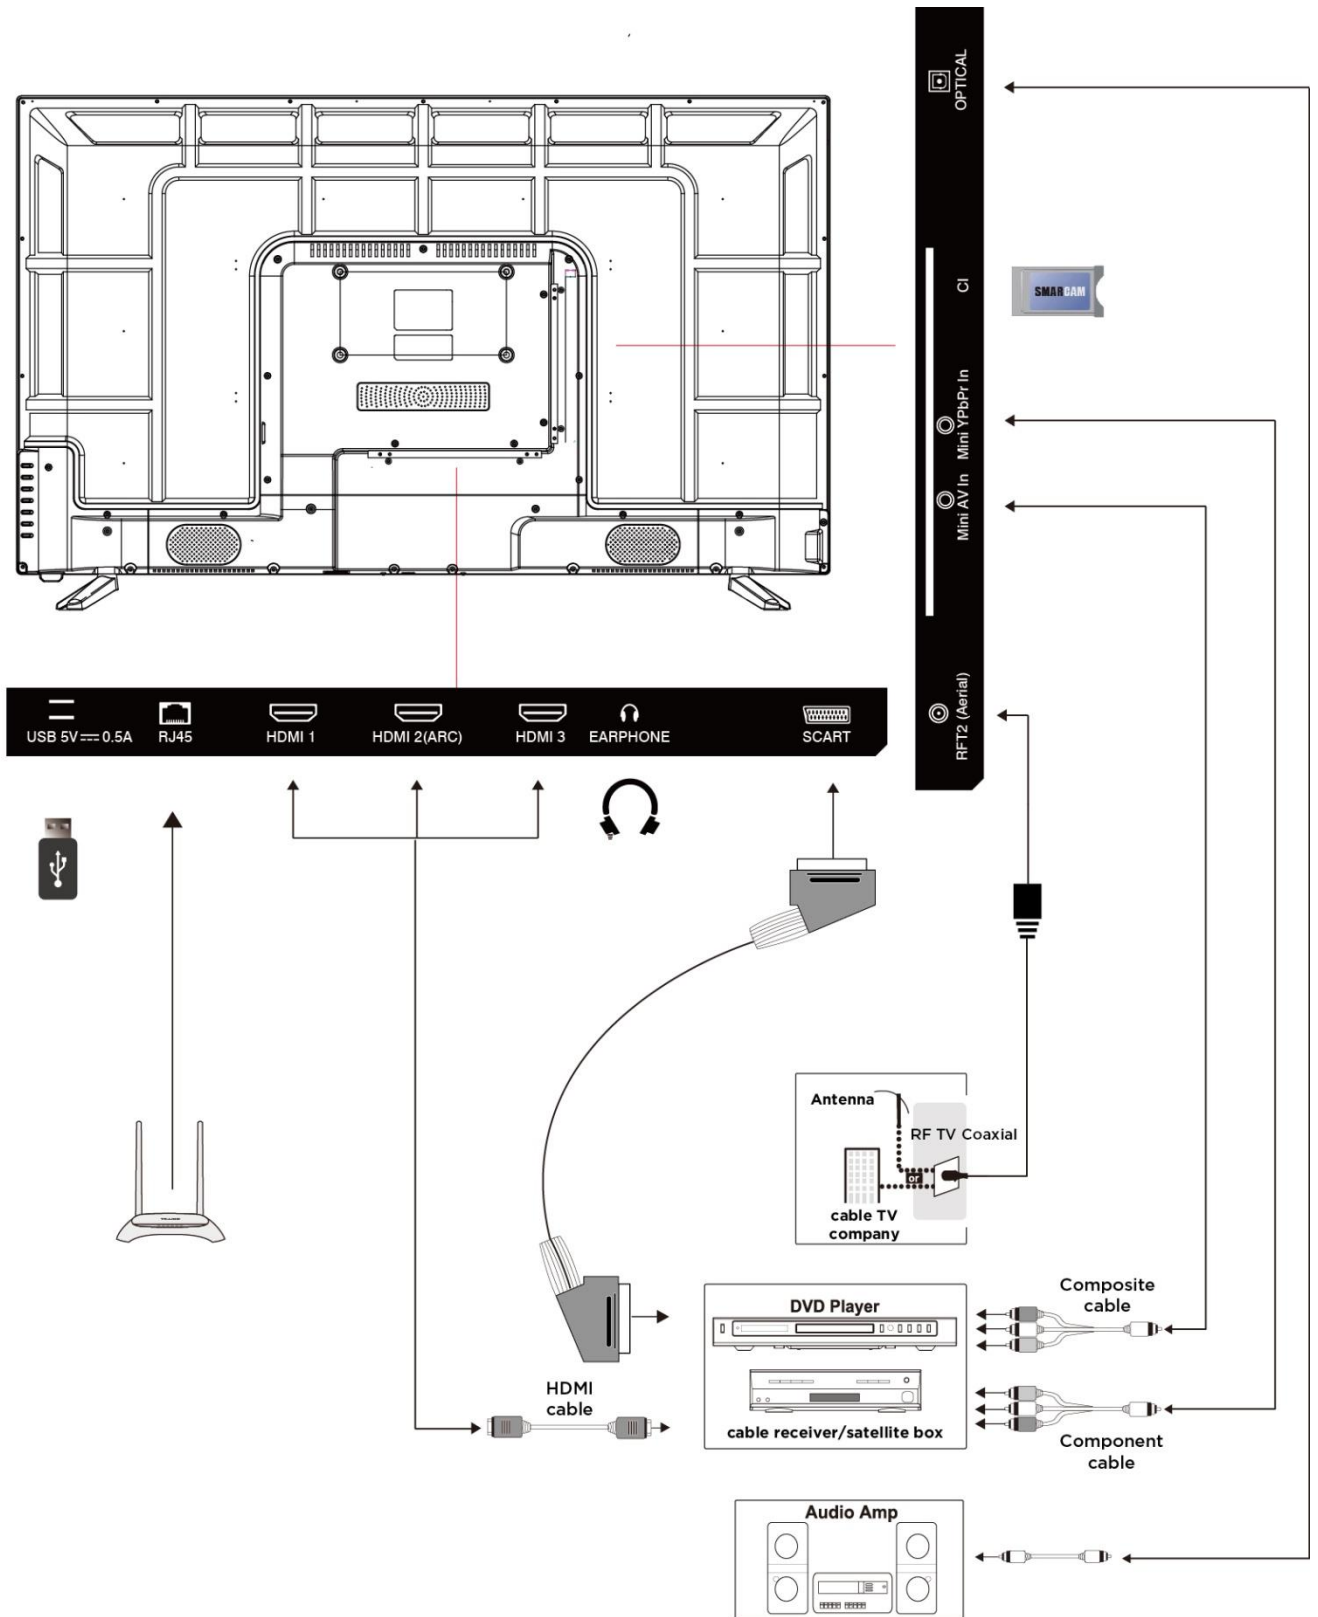 OPTICAL
CI
SMARCAM
Mini YPbPr In
Mini AV In
RFT2 (Aerial)
USB 5V⎓0.5A
RJ45
HDMI 1
HDMI 2(ARC)
HDMI 3
EARPHONE
SCART
Antenna
RF TV Coaxial
or
cable TV
company
DVD Player
Composite
cable
HDMI
cable
cable receiver/satellite box
Component
cable
Audio Amp